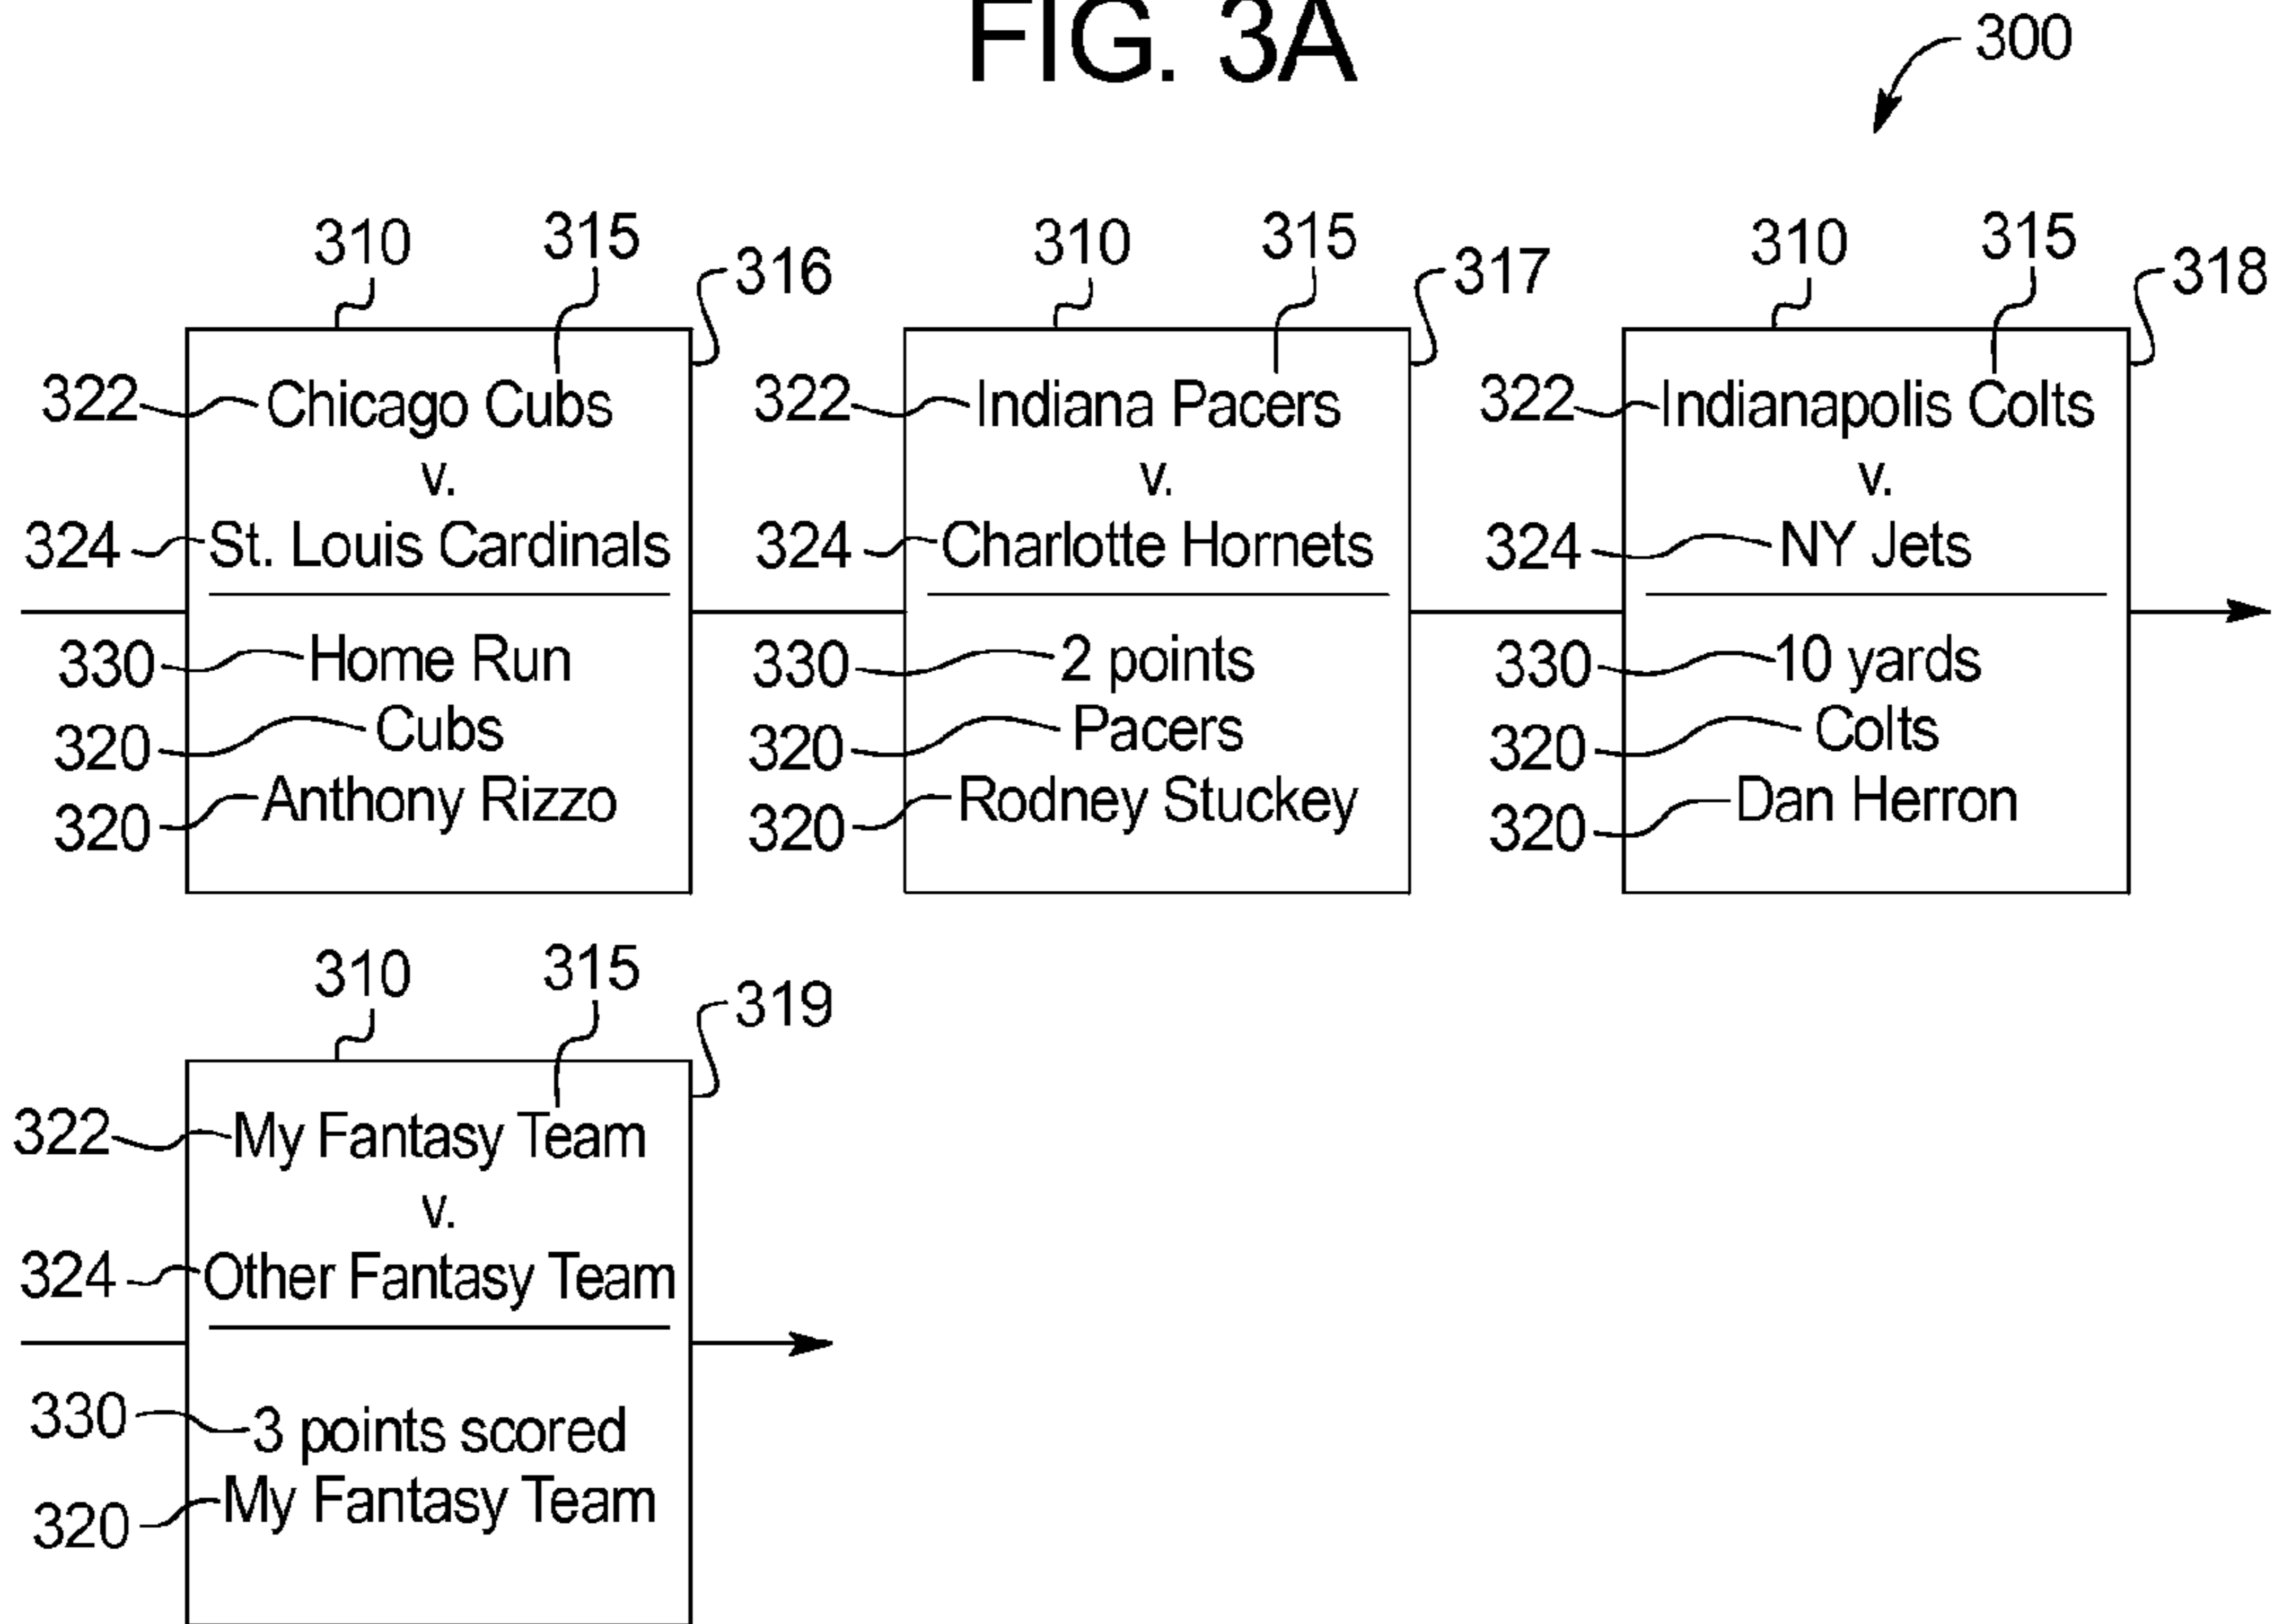 FIG. 3A
300
310 315 316 310 315 317 310 315 318
322 Chicago Cubs 322 Indiana Pacers 322 Indianapolis Colts
v. v. v.
324 St. Louis Cardinals 324 Charlotte Hornets 324 NY Jets
330 Home Run 330 2 points 330 10 yards
320 Cubs 320 Pacers 320 Colts
320 Anthony Rizzo 320 Rodney Stuckey 320 Dan Herron
310 315 319
322 My Fantasy Team
v.
324 Other Fantasy Team
330 3 points scored
320 My Fantasy Team